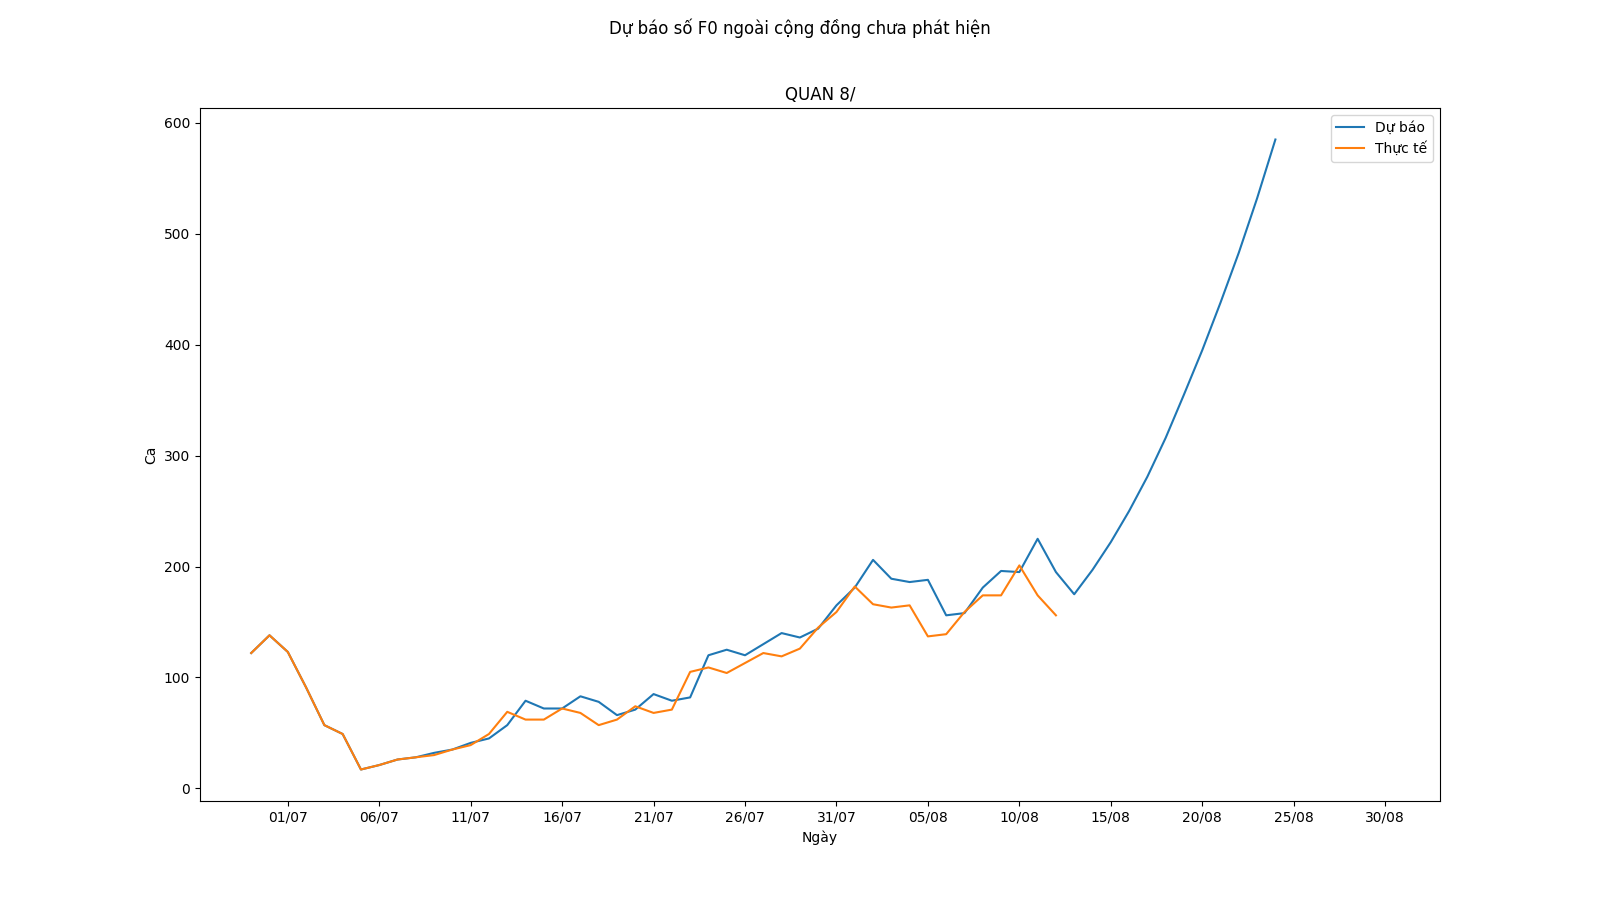 Dự báo số F0 ngoài cộng đồng chưa phát hiện
QUAN 8/
Dự báo
Thực tế
600
500
400
300
200
100
0
Ca
01/07 06/07 11/07 16/07 21/07 26/07 31/07 05/08 10/08 15/08 20/08 25/08 30/08
Ngày